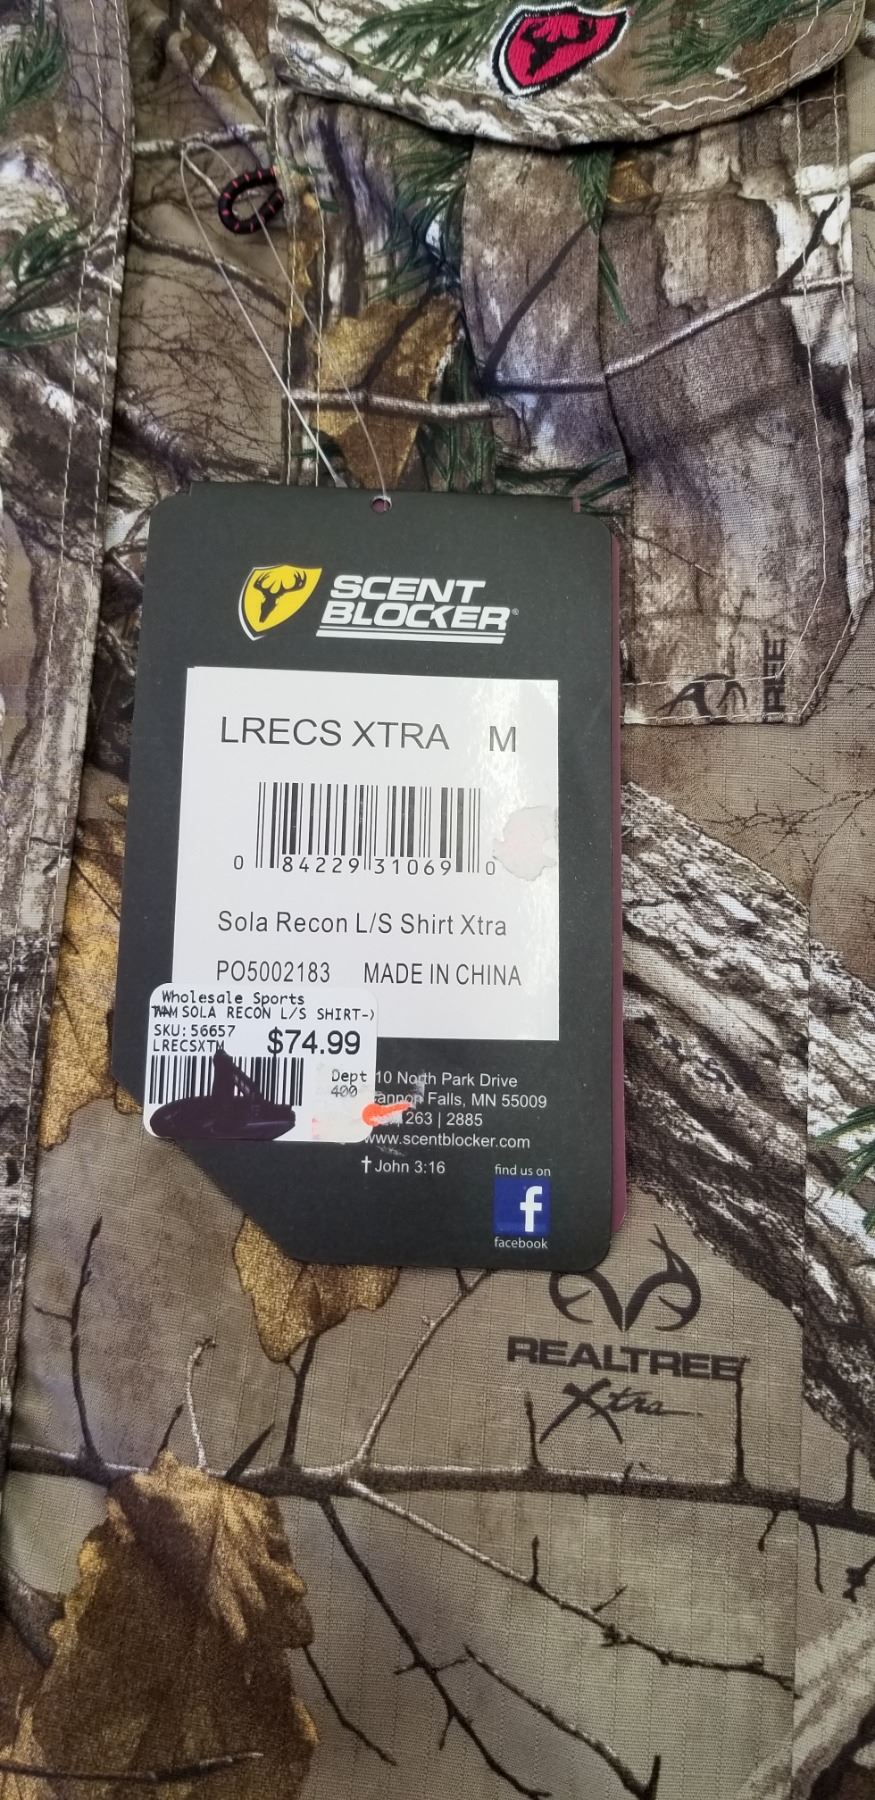 SCENT
BLOCKER®
LRECS XTRA M
0 84229 31069 0
Sola Recon L/S Shirt Xtra
PO5002183 MADE IN CHINA
Wholesale Sports
SOLA RECON L/S SHIRT-)
SKU: 56657
LRECSXTM $74.99
Dept
400
10 North Park Drive
Falls, MN 55009
263 | 2885
www.scentblocker.com
† John 3:16
find us on
f
facebook
REE
REALTREE
Xtra